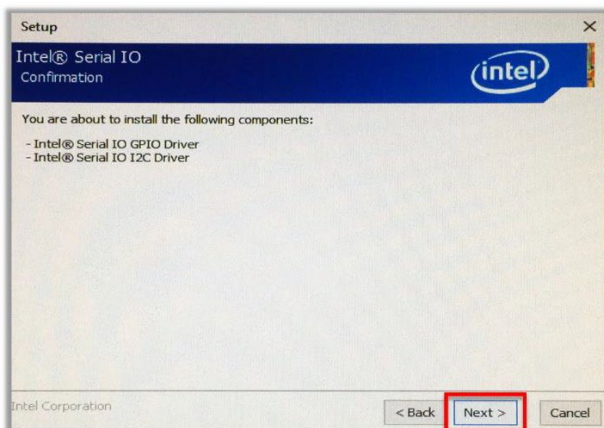 Setup
Intel® Serial IO
Confirmation
intel
You are about to install the following components:
- Intel® Serial IO GPIO Driver
- Intel® Serial IO I2C Driver
Intel Corporation
< Back Next > Cancel